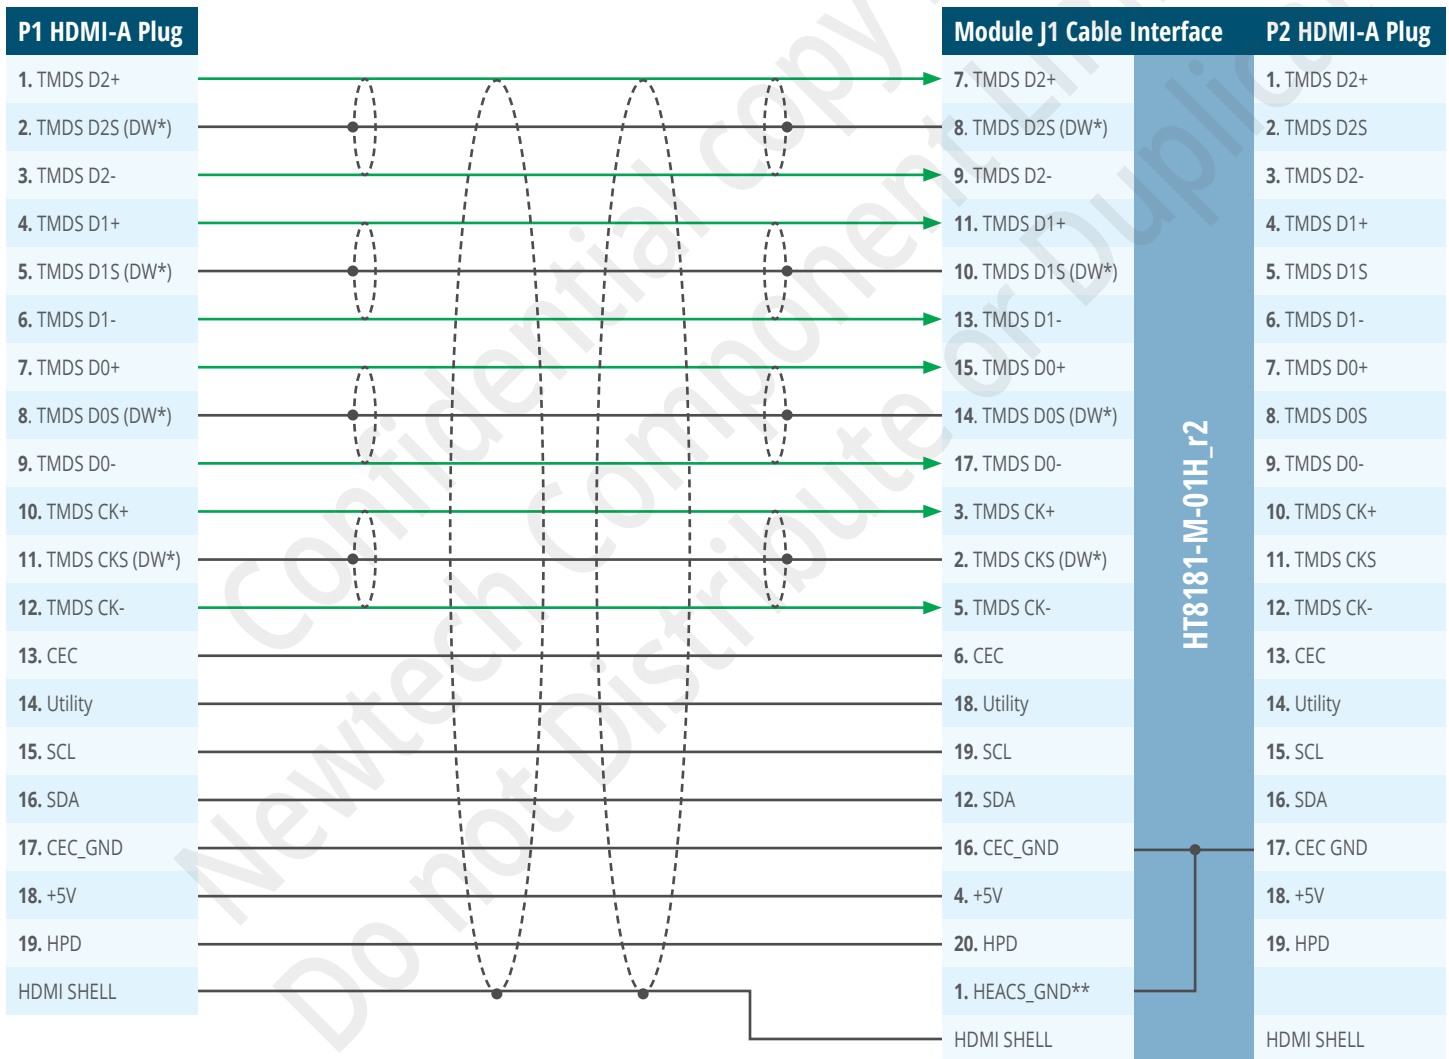 P1 HDMI-A Plug Module J1 Cable Interface P2 HDMI-A Plug
1. TMDS D2+ 7. TMDS D2+ 1. TMDS D2+
2. TMDS D2S (DW*) 8. TMDS D2S (DW*) 2. TMDS D2S
3. TMDS D2- 9. TMDS D2- 3. TMDS D2-
4. TMDS D1+ 11. TMDS D1+ 4. TMDS D1+
5. TMDS D1S (DW*) 10. TMDS D1S (DW*) 5. TMDS D1S
6. TMDS D1- 13. TMDS D1- 6. TMDS D1-
7. TMDS D0+ 15. TMDS D0+ 7. TMDS D0+
8. TMDS D0S (DW*) 14. TMDS D0S (DW*) 8. TMDS D0S
9. TMDS D0- 17. TMDS D0- 9. TMDS D0-
10. TMDS CK+ 3. TMDS CK+ 10. TMDS CK+
11. TMDS CKS (DW*) 2. TMDS CKS (DW*) 11. TMDS CKS
12. TMDS CK- 5. TMDS CK- 12. TMDS CK-
13. CEC 6. CEC 13. CEC
14. Utility 18. Utility 14. Utility
15. SCL 19. SCL 15. SCL
16. SDA 12. SDA 16. SDA
17. CEC_GND 16. CEC_GND 17. CEC GND
18. +5V 4. +5V 18. +5V
19. HPD 20. HPD 19. HPD
HDMI SHELL 1. HEACS_GND**
HDMI SHELL HDMI SHELL
HT8181-M-01H_r2
Confidential copy
Newtech Component
Do not Distribute or